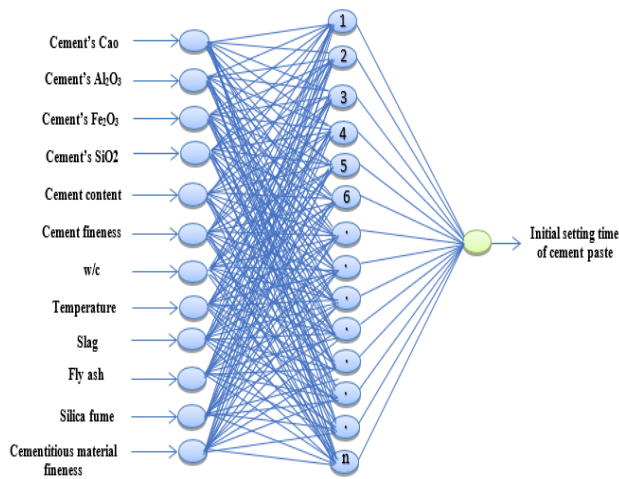 Cement's Cao
Cement's Al₂O₃
Cement's Fe₂O₃
Cement's SiO2
Cement content
Cement fineness
w/c
Temperature
Slag
Fly ash
Silica fume
Cementitious material
fineness
1
2
3
4
5
6
.
.
.
.
.
.
.
n
Initial setting time
of cement paste